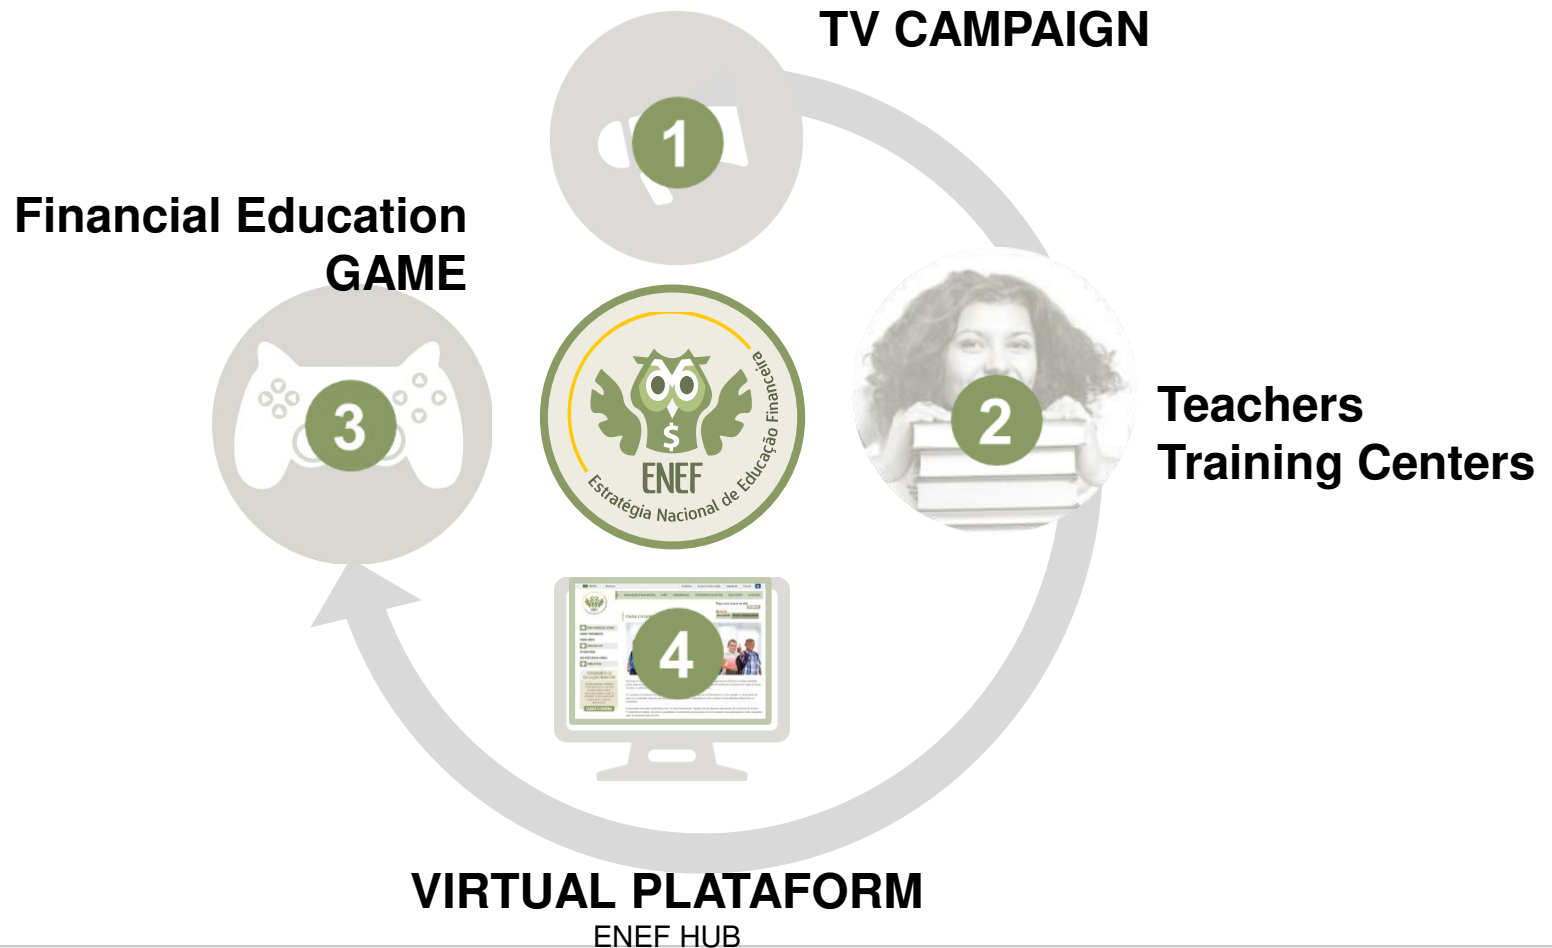 TV CAMPAIGN
1
Financial Education
GAME
3
ENEF
Estratégia Nacional de Educação Financeira
$
2
Teachers
Training Centers
4
VIRTUAL PLATAFORM
ENEF HUB